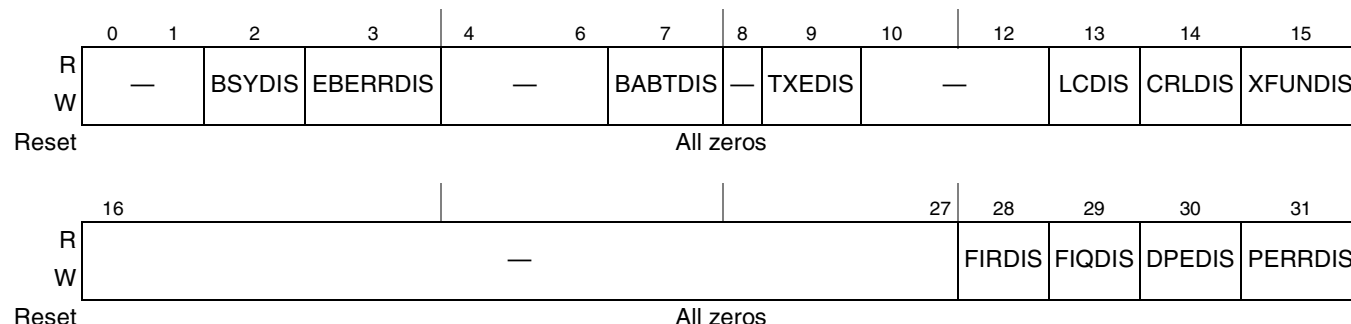 0 1 2 3 4 6 7 8 9 10 12 13 14 15
R
W
— BSYDIS EBERRDIS — BABTDIS — TXEDIS — LCDIS CRLDIS XFUNDIS
Reset All zeros
16 27 28 29 30 31
R
W
— FIRDIS FIQDIS DPEDIS PERRDIS
Reset All zeros